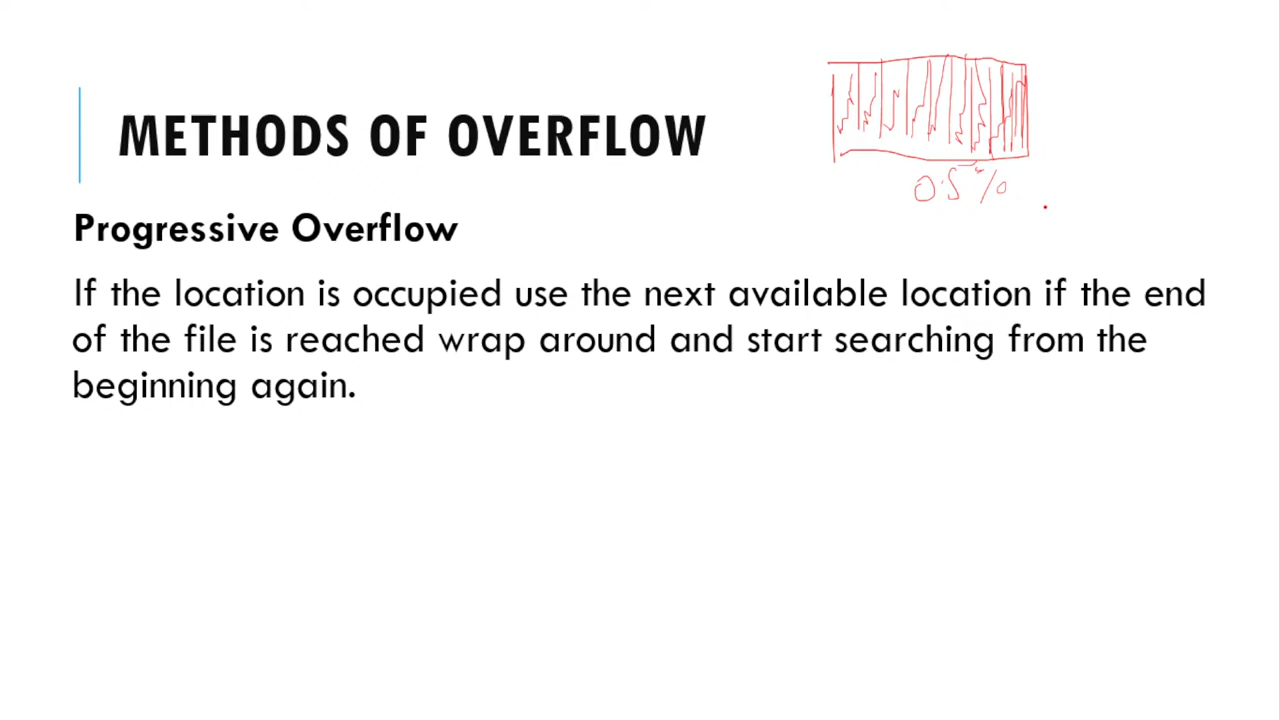 METHODS OF OVERFLOW
0.5%
Progressive Overflow
If the location is occupied use the next available location if the end
of the file is reached wrap around and start searching from the
beginning again.